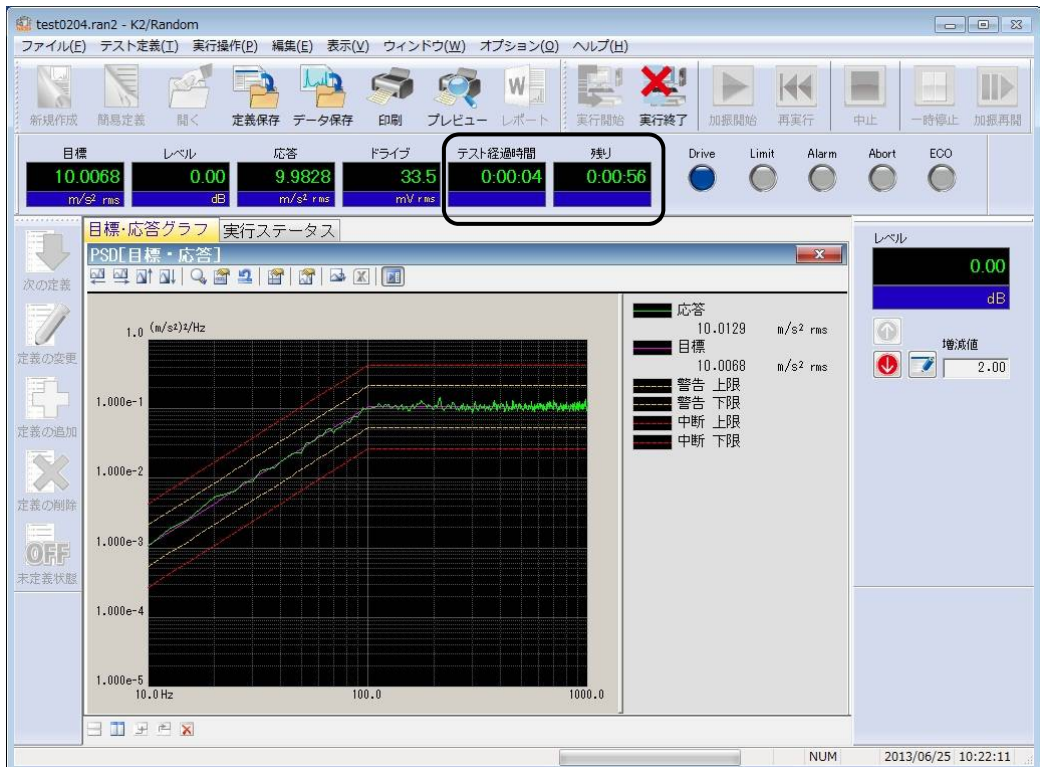 test0204.ran2 - K2/Random
ファイル(F) テスト定義(T) 実行操作(P) 編集(E) 表示(V) ウィンドウ(W) オプション(O) ヘルプ(H)
新規作成 簡易定義 開く 定義保存 データ保存 印刷 プレビュー レポート 実行開始 実行終了 加振開始 再実行 中止 一時停止 加振再開
目標 レベル 応答 ドライブ テスト経過時間 残り Drive Limit Alarm Abort ECO
10.0068 0.00 9.9828 33.5 0:00:04 0:00:56
m/s² rms dB m/s² rms mV rms
目標・応答グラフ 実行ステータス
PSD[目標・応答]
次の定義
定義の変更
定義の追加
定義の削除
OFF
未定義状態
1.0 (m/s²)²/Hz
1.000e-1
1.000e-2
1.000e-3
1.000e-4
1.000e-5
10.0Hz 100.0 1000.0
応答
10.0129 m/s² rms
目標
10.0068 m/s² rms
警告 上限
警告 下限
中断 上限
中断 下限
レベル
0.00
dB
増減値
2.00
NUM 2013/06/25 10:22:11